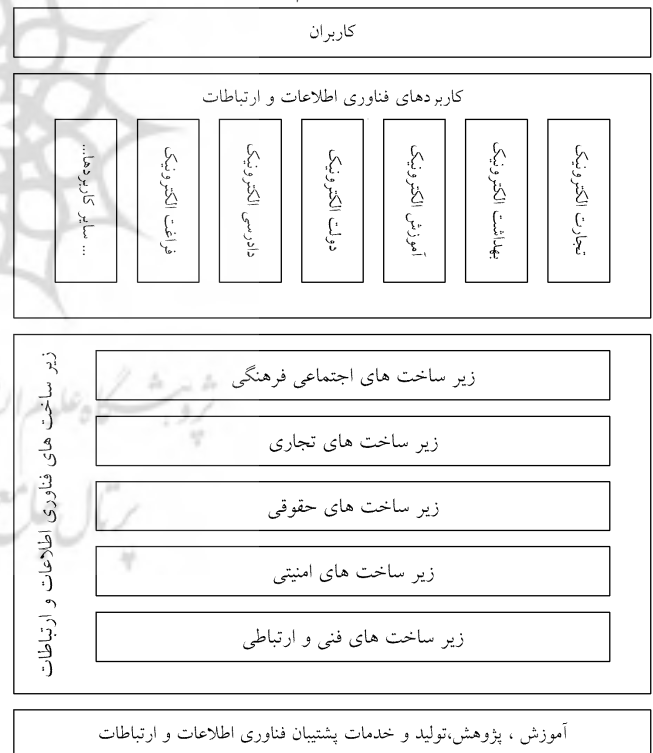 کاربران
کاربردهای فناوری اطلاعات و ارتباطات
تجارت الکترونیک
بهداشت الکترونیک
آموزش الکترونیک
دولت الکترونیک
دادرسی الکترونیک
فراغت الکترونیک
... سایر کاربردها...
زیر ساخت های فناوری اطلاعات و ارتباطات
زیر ساخت های اجتماعی فرهنگی
زیر ساخت های تجاری
زیر ساخت های حقوقی
زیر ساخت های امنیتی
زیر ساخت های فنی و ارتباطی
آموزش ، پژوهش،تولید و خدمات پشتیبان فناوری اطلاعات و ارتباطات